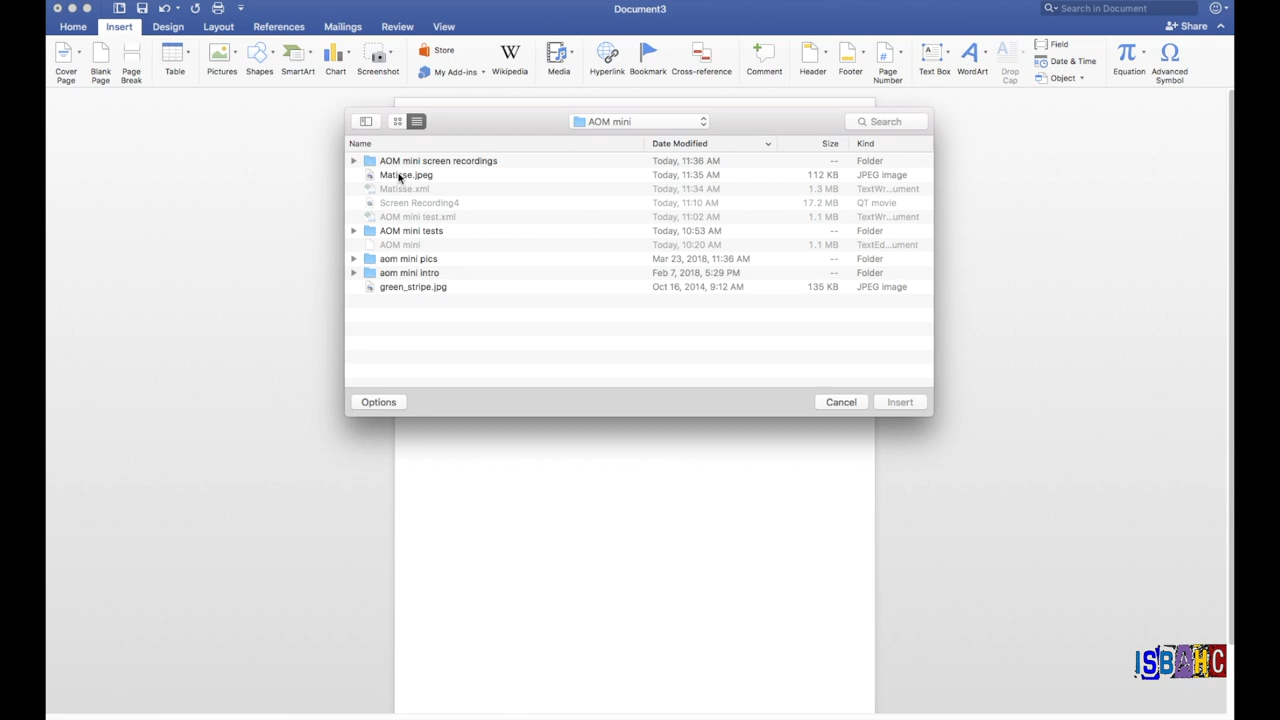 Document3
Search in Document
Home Insert Design Layout References Mailings Review View Share
Cover Page
Blank Page
Page Break
Table
Pictures
Shapes
SmartArt
Chart
Screenshot
Store
My Add-ins
W
Wikipedia
Media
Hyperlink
Bookmark
Cross-reference
Comment
Header
Footer
#
Page Number
A
Text Box
A
WordArt
A
Drop Cap
Field
Date & Time
Object
π
Equation
Ω
Advanced Symbol
AOM mini
Search
Name Date Modified Size Kind
AOM mini screen recordings Today, 11:36 AM -- Folder
Matisse.jpeg Today, 11:35 AM 112 KB JPEG image
Matisse.xml Today, 11:34 AM 1.3 MB TextWr...ument
Screen Recording4 Today, 11:10 AM 17.2 MB QT movie
AOM mini test.xml Today, 11:02 AM 1.1 MB TextWr...ument
AOM mini tests Today, 10:53 AM -- Folder
AOM mini Today, 10:20 AM 1.1 MB TextEd...ument
aom mini pics Mar 23, 2018, 11:36 AM -- Folder
aom mini intro Feb 7, 2018, 5:29 PM -- Folder
green_stripe.jpg Oct 16, 2014, 9:12 AM 135 KB JPEG image
Options Cancel Insert
ISBAHC